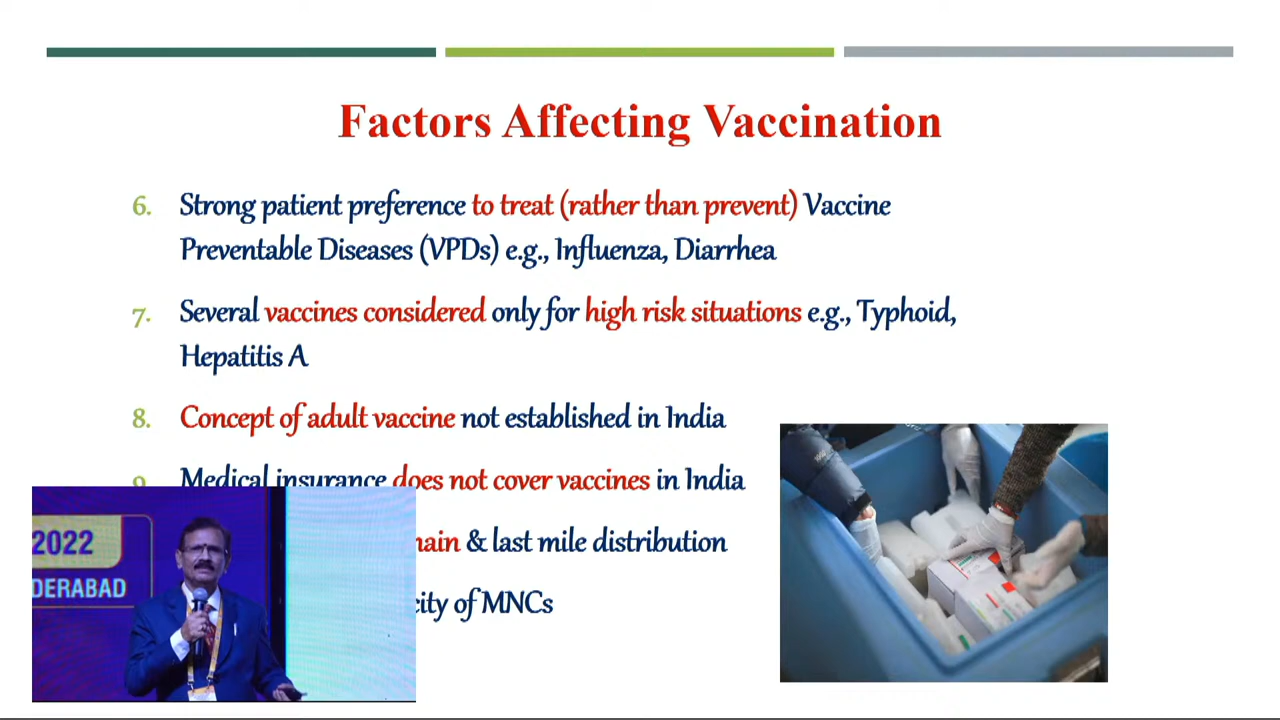 Factors Affecting Vaccination
6. Strong patient preference to treat (rather than prevent) Vaccine
Preventable Diseases (VPDs) e.g., Influenza, Diarrhea
7. Several vaccines considered only for high risk situations e.g., Typhoid,
Hepatitis A
8. Concept of adult vaccine not established in India
9. Medical insurance does not cover vaccines in India
& last mile distribution
of MNCs
2022
DERABAD